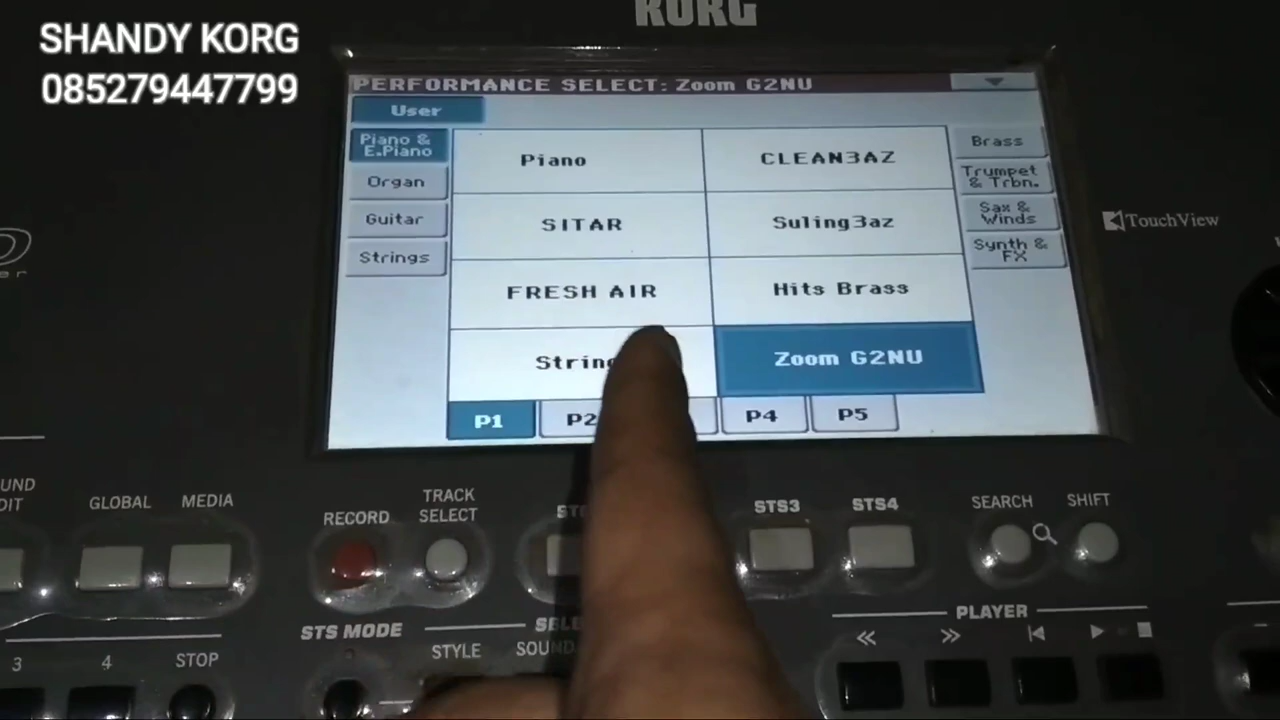 KORG
SHANDY KORG
085279447799
PERFORMANCE SELECT: Zoom G2NU
User
Piano &
E.Piano
Organ
Guitar
Strings
Piano
CLEAN3AZ
SITAR
Suling3az
FRESH AIR
Hits Brass
Zoom G2NU
Brass
Trumpet
& Trbn.
Sax &
Winds
Synth &
FX
P1
P4
P5
TouchView
GLOBAL
MEDIA
RECORD
TRACK
SELECT
STS3
STS4
SEARCH
SHIFT
PLAYER
STS MODE
STYLE
3
4
STOP